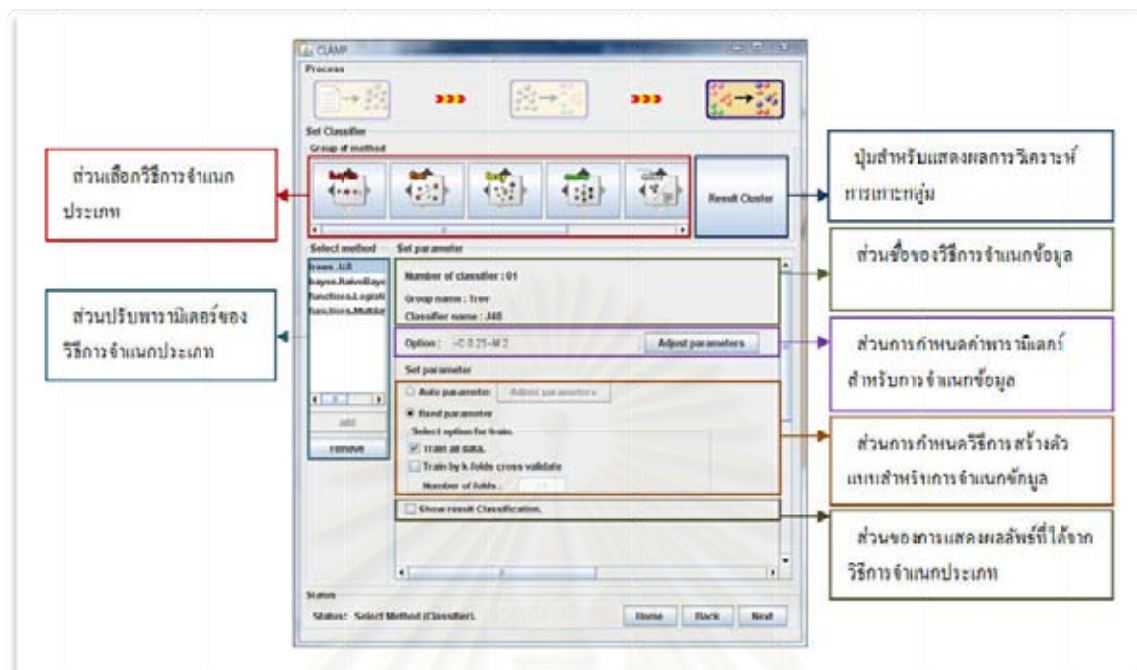 CLAMP
Process
Set Classifier
Group of method
Result Cluster
Select method
Set parameter
trees.J48
bayes.NaiveBaye
functions.Logisti
functions.Multilay
add
remove
Number of classifier : 01
Group name : Tree
Classifier name : J48
Option : -C 0.25 -M 2
Adjust parameters
Set parameter
Auto parameter
Adjust parameters
fixed parameter
Select option for train.
Train all data.
Train by k-folds cross validate
Number of folds :
Show result Classification.
Status
Status: Select Method (Classifier).
Home
Back
Next
ส่วนเลือกวิธีการจำแนก
ประเภท
ส่วนปรับพารามิเตอร์ของ
วิธีการจำแนกประเภท
ปุ่มสำหรับแสดงผลการวิเคราะห์
การเกาะกลุ่ม
ส่วนชื่อของวิธีการจำแนกข้อมูล
ส่วนการกำหนดค่าพารามิเตอร์
สำหรับการจำแนกข้อมูล
ส่วนการกำหนดวิธีการสร้างตัว
แบบสำหรับการจำแนกข้อมูล
ส่วนของการแสดงผลลัพธ์ที่ได้จาก
วิธีการจำแนกประเภท